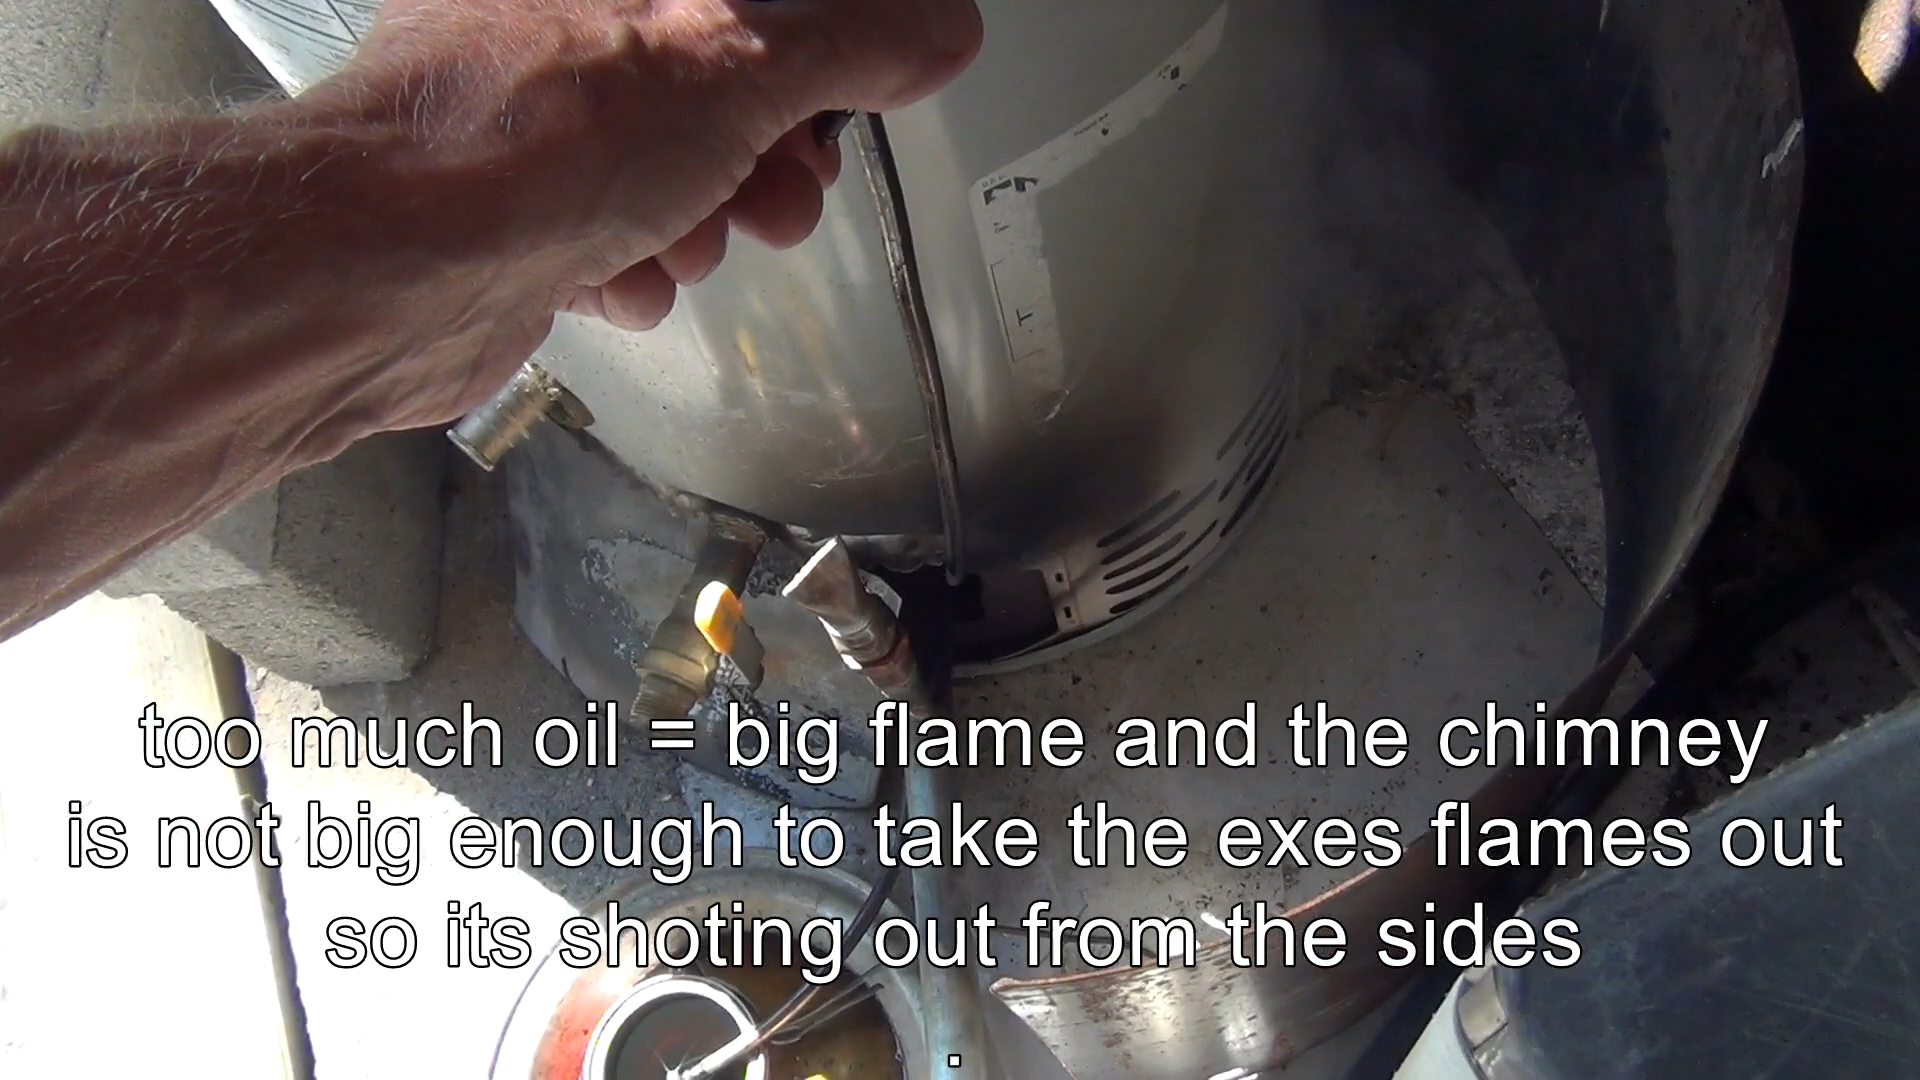 T
too much oil = big flame and the chimney
is not big enough to take the exes flames out
so its shoting out from the sides
.